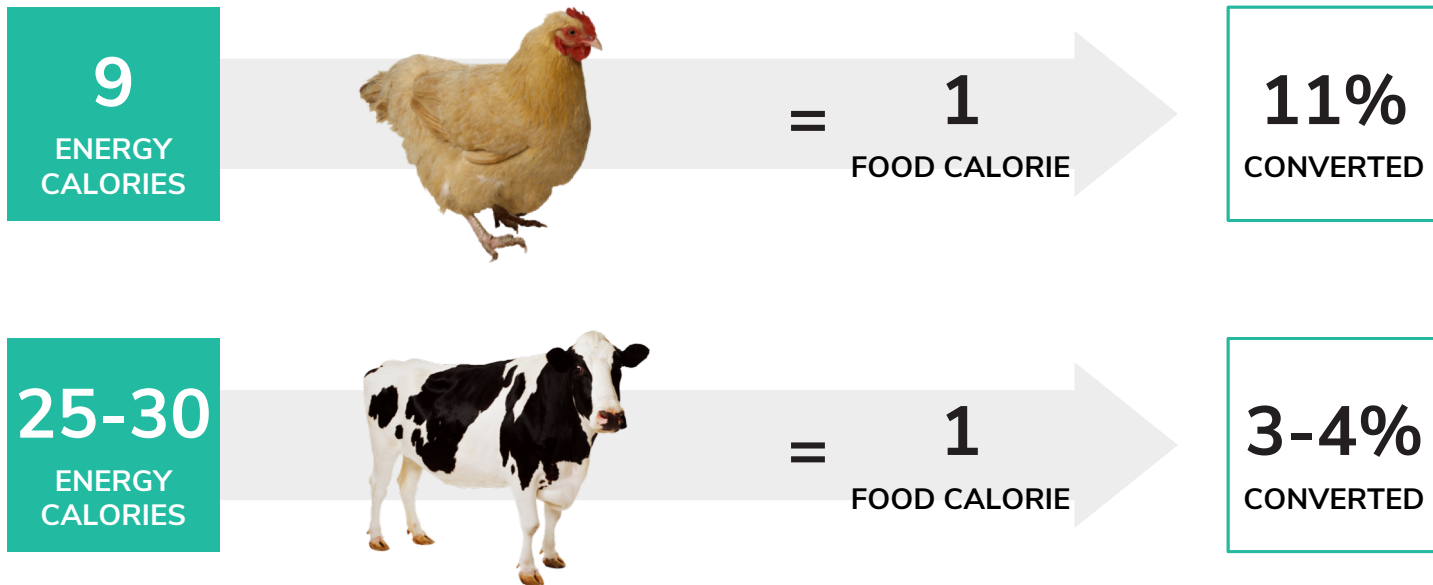 9
ENERGY
CALORIES
=
1
FOOD CALORIE
11%
CONVERTED
25-30
ENERGY
CALORIES
=
1
FOOD CALORIE
3-4%
CONVERTED